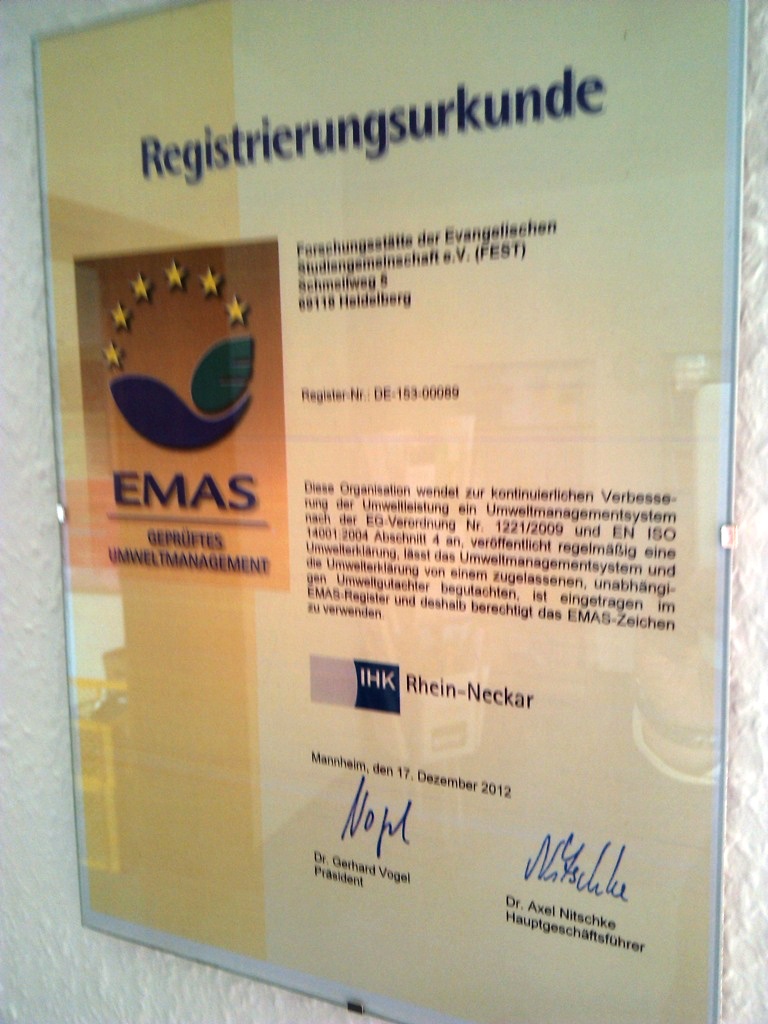 Registrierungsurkunde
Forschungsstätte der Evangelischen
Studiengemeinschaft e.V. (FEST)
Schmeilweg 5
69118 Heidelberg
Register-Nr.: DE-153-00089
EMAS
GEPRÜFTES
UMWELTMANAGEMENT
Diese Organisation wendet zur kontinuierlichen Verbesse-
rung der Umweltleistung ein Umweltmanagementsystem
nach der EG-Verordnung Nr. 1221/2009 und EN ISO
14001:2004 Abschnitt 4 an, veröffentlicht regelmäßig eine
Umwelterklärung, lässt das Umweltmanagementsystem und
die Umwelterklärung von einem zugelassenen, unabhängi-
gen Umweltgutachter begutachten, ist eingetragen im
EMAS-Register und deshalb berechtigt das EMAS-Zeichen
zu verwenden.
IHK Rhein-Neckar
Mannheim, den 17. Dezember 2012
Vogel
Nitschke
Dr. Gerhard Vogel
Präsident
Dr. Axel Nitschke
Hauptgeschäftsführer